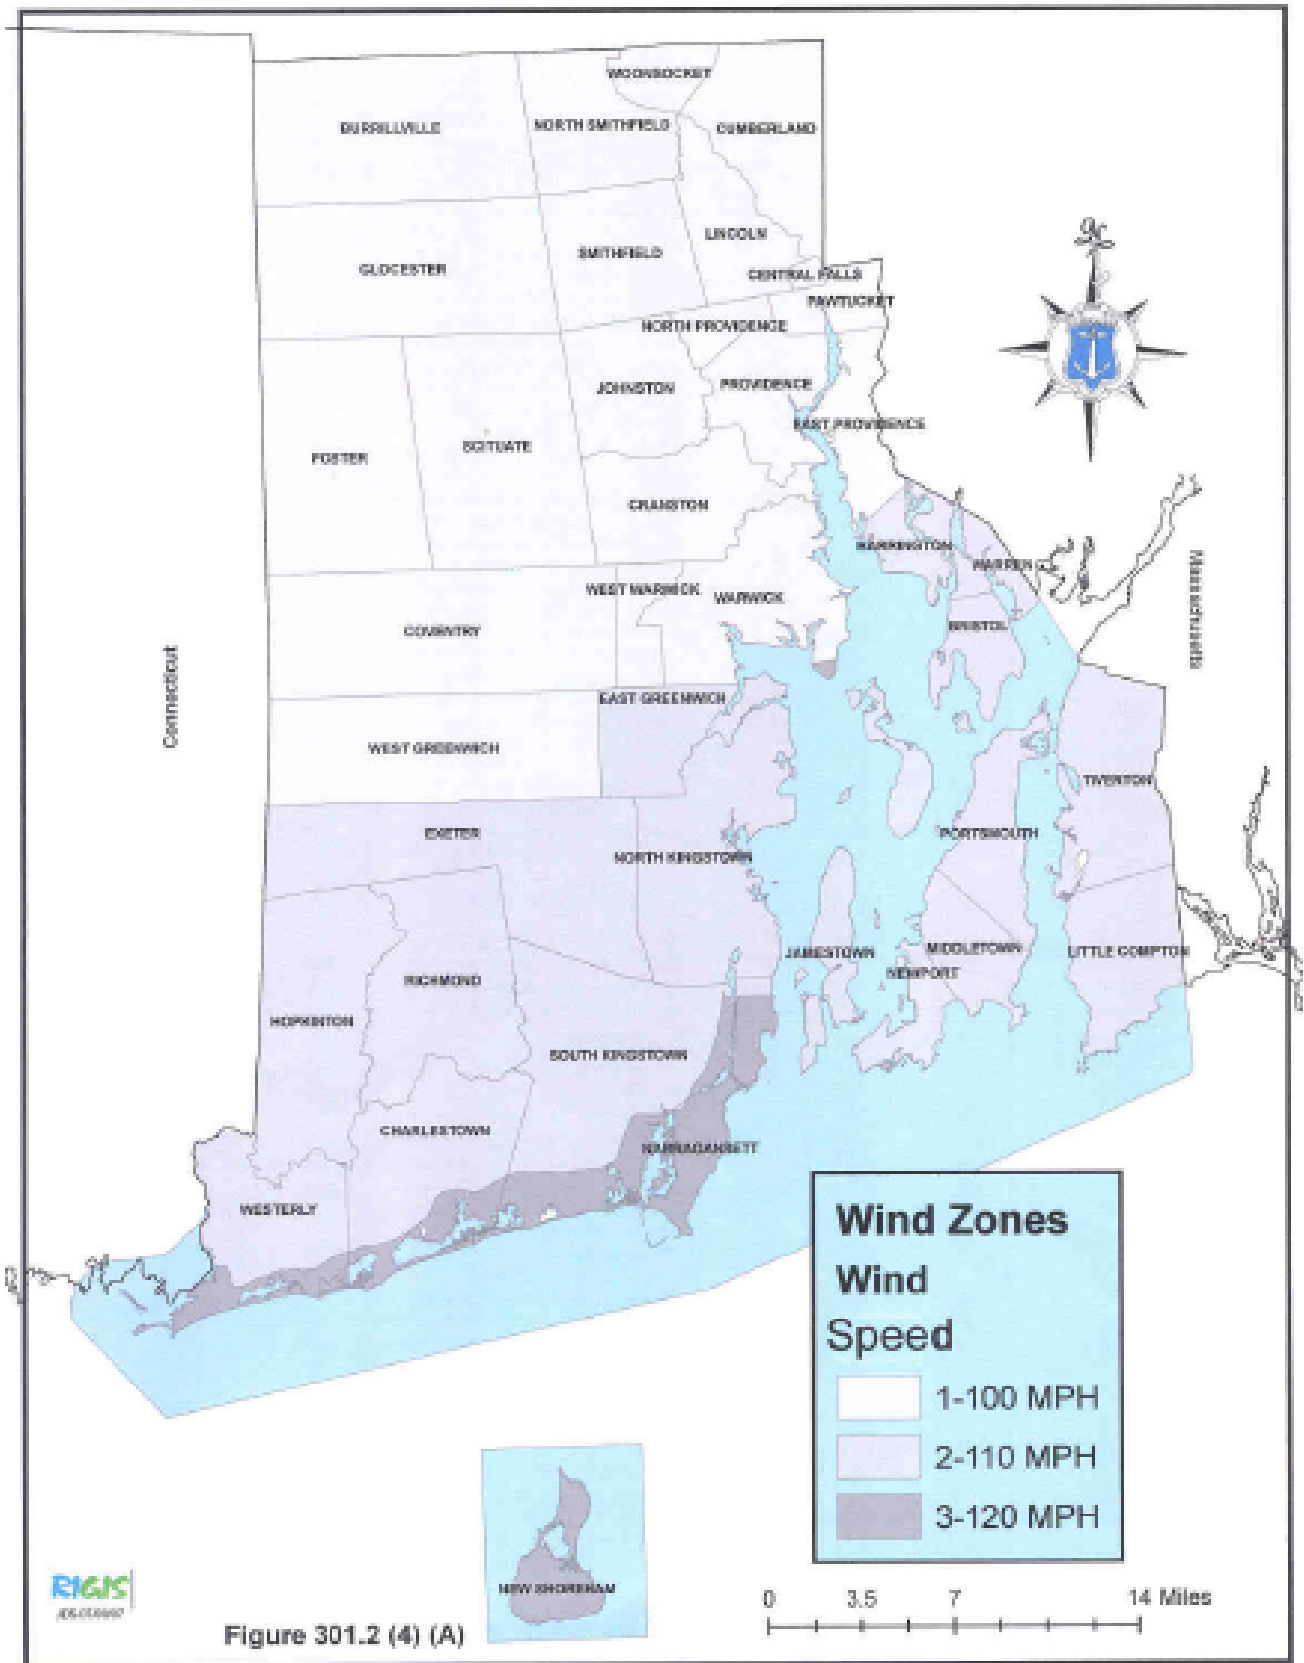 WOONSOCKET
BURRILLVILLE
NORTH SMITHFIELD
CUMBERLAND
LINCOLN
SMITHFIELD
GLOCESTER
CENTRAL FALLS
PAWTUCKET
NORTH PROVIDENCE
JOHNSTON
PROVIDENCE
EAST PROVIDENCE
SCITUATE
FOSTER
CRANSTON
BARRINGTON
WARREN
WEST WARWICK
WARWICK
COVENTRY
BRISTOL
Massachusetts
Connecticut
EAST GREENWICH
WEST GREENWICH
TIVERTON
EXETER
PORTSMOUTH
NORTH KINGSTOWN
JAMESTOWN
MIDDLETOWN
LITTLE COMPTON
NEWPORT
RICHMOND
HOPKINTON
SOUTH KINGSTOWN
CHARLESTOWN
NARRAGANSETT
WESTERLY
Wind Zones
Wind
Speed
1-100 MPH
2-110 MPH
3-120 MPH
NEW SHOREHAM
RIGIS
0 3.5 7 14 Miles
Figure 301.2 (4) (A)